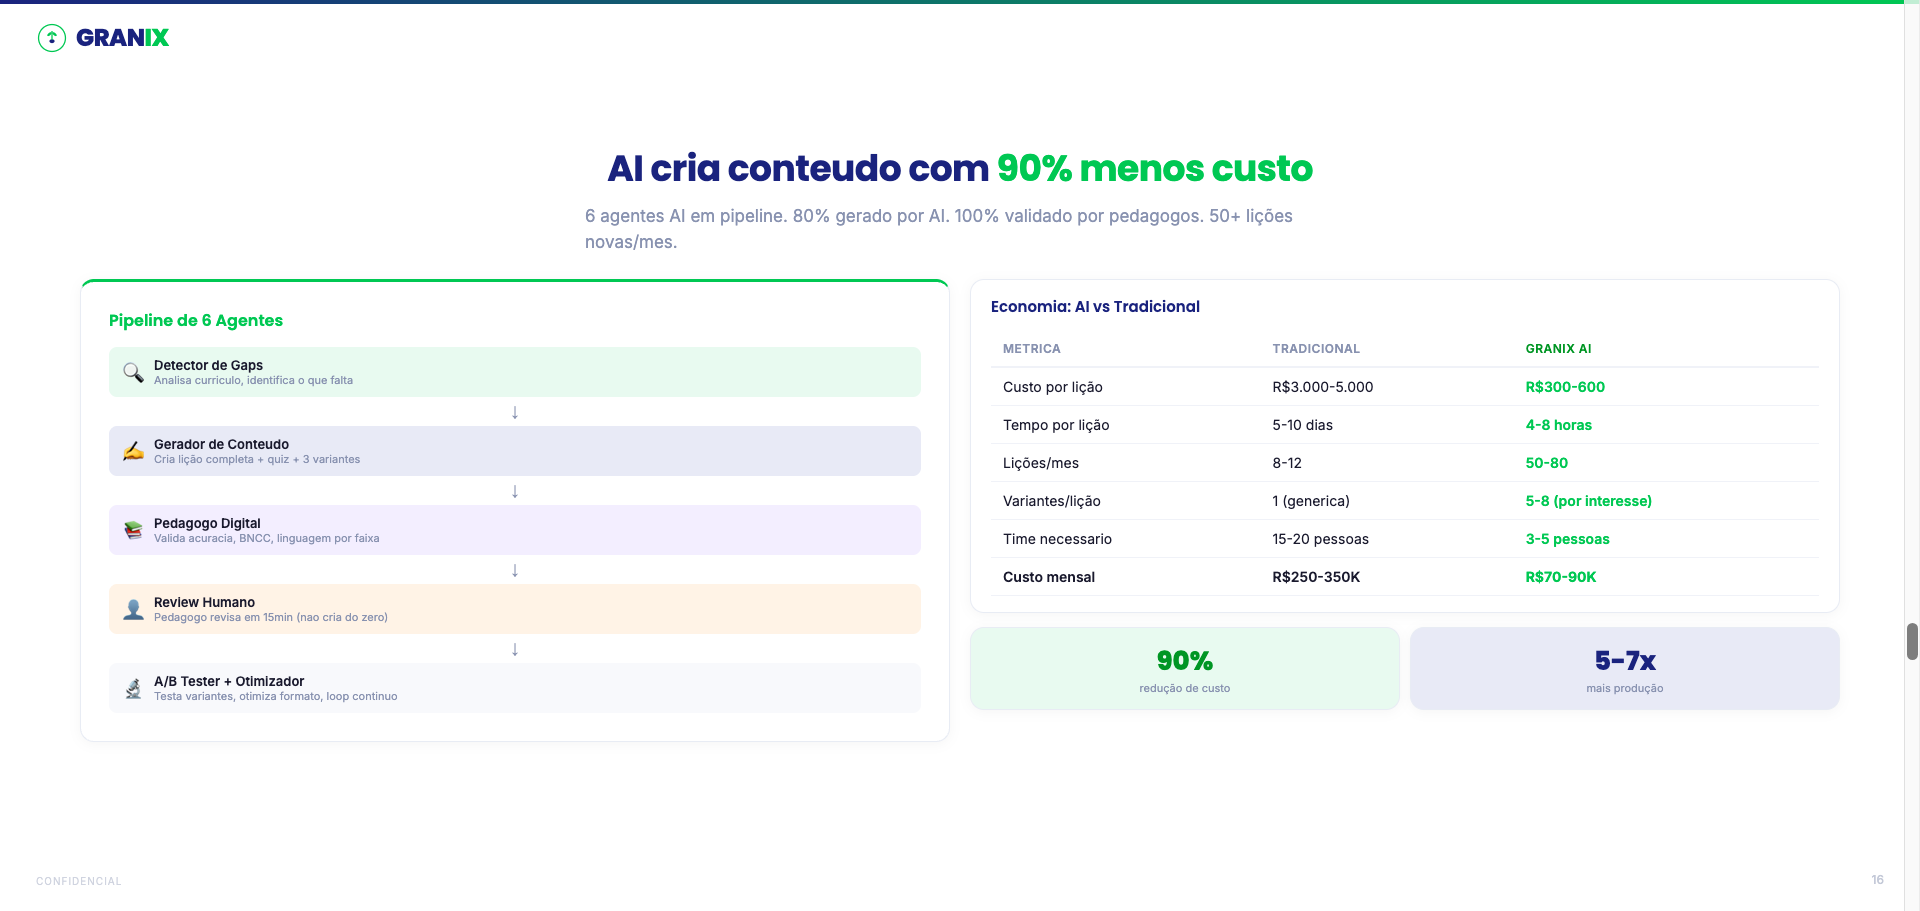 GRANIX
AI cria conteudo com 90% menos custo
6 agentes AI em pipeline. 80% gerado por AI. 100% validado por pedagogos. 50+ lições
novas/mes.
Pipeline de 6 Agentes
Detector de Gaps
Analisa curriculo, identifica o que falta
↓
Gerador de Conteudo
Cria lição completa + quiz + 3 variantes
↓
Pedagogo Digital
Valida acuracia, BNCC, linguagem por faixa
↓
Review Humano
Pedagogo revisa em 15min (nao cria do zero)
↓
A/B Tester + Otimizador
Testa variantes, otimiza formato, loop continuo
Economia: AI vs Tradicional
METRICA TRADICIONAL GRANIX AI
Custo por lição R$3.000-5.000 R$300-600
Tempo por lição 5-10 dias 4-8 horas
Lições/mes 8-12 50-80
Variantes/lição 1 (generica) 5-8 (por interesse)
Time necessario 15-20 pessoas 3-5 pessoas
Custo mensal R$250-350K R$70-90K
90%
redução de custo
5-7x
mais produção
CONFIDENCIAL
16